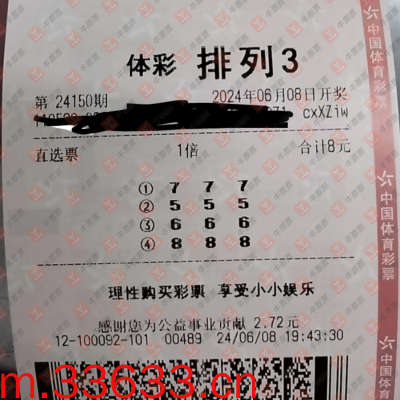 体彩 排列3
第 24150期 2024年06月08日开奖
cxXZiw
直选票 1倍 合计8元
① 7 7 7
② 5 5 5
③ 6 6 6
④ 8 8 8
理性购买彩票 享受小小娱乐
感谢您为公益事业贡献 2.72元
12-100092-101 00489 24/06/08 19:43:30
m.33633.cn
中国体育彩票
中国体育彩票